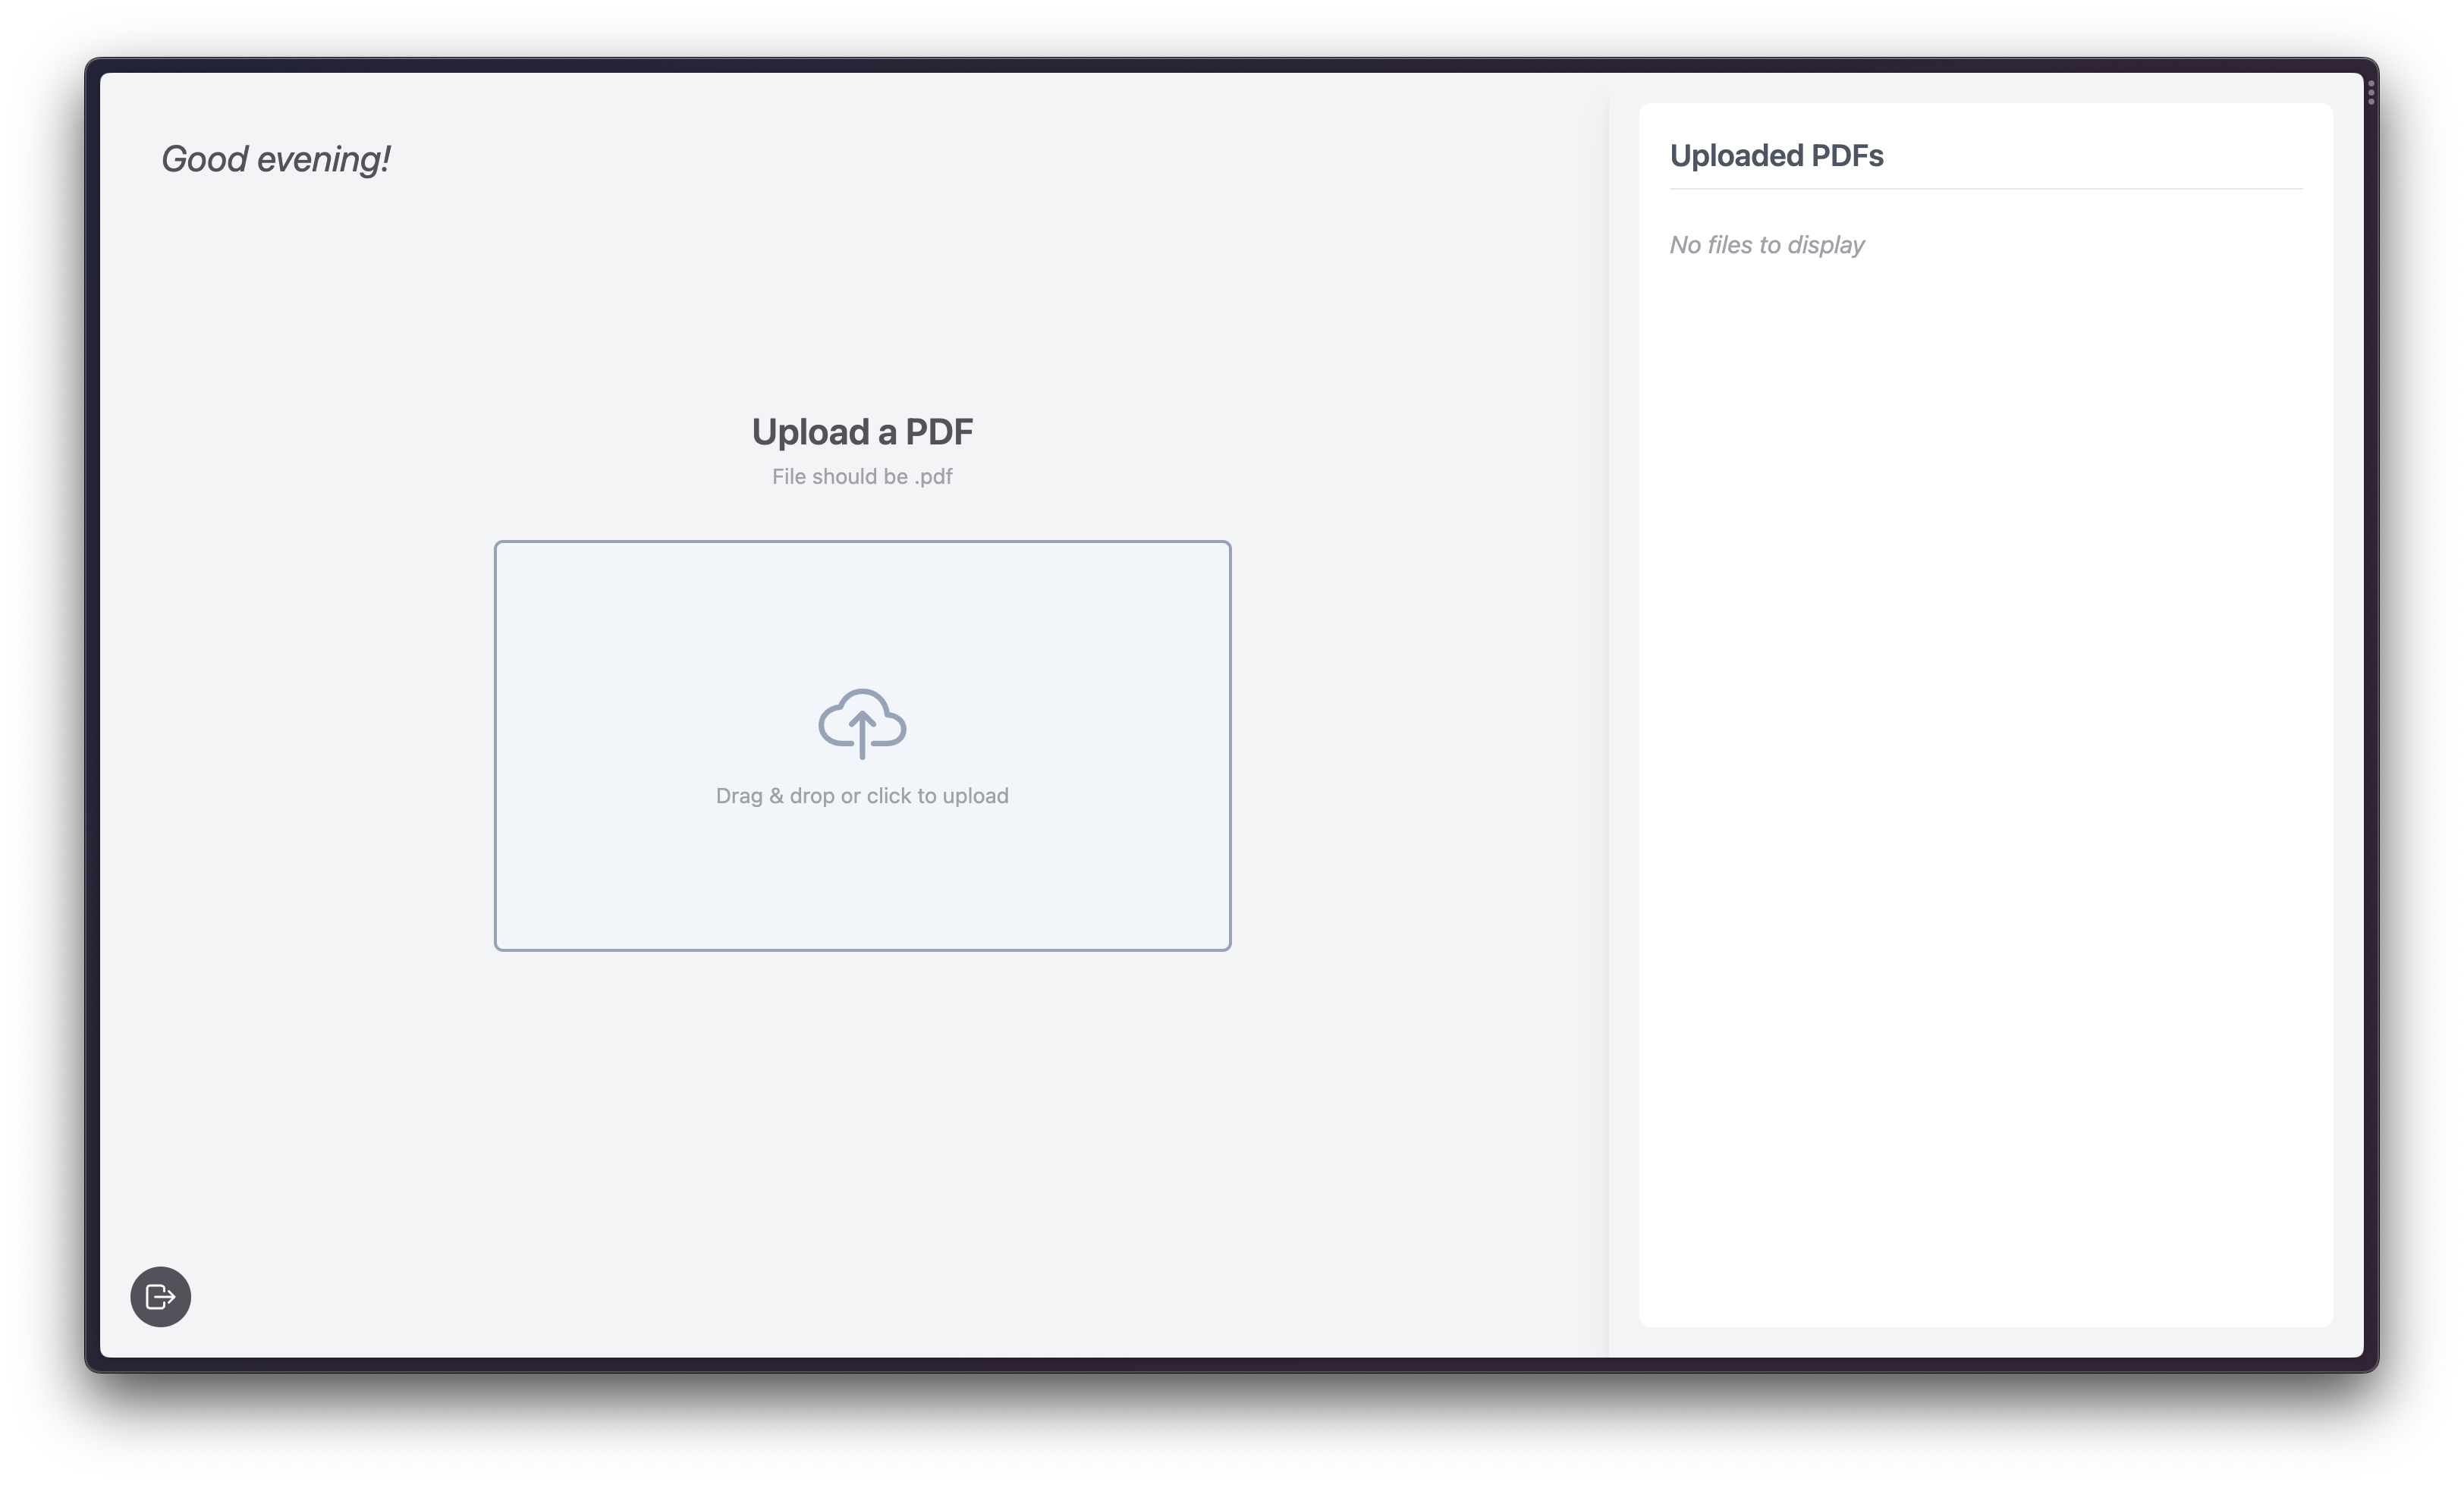 Good evening!
Upload a PDF
File should be .pdf
Drag & drop or click to upload
Uploaded PDFs
No files to display